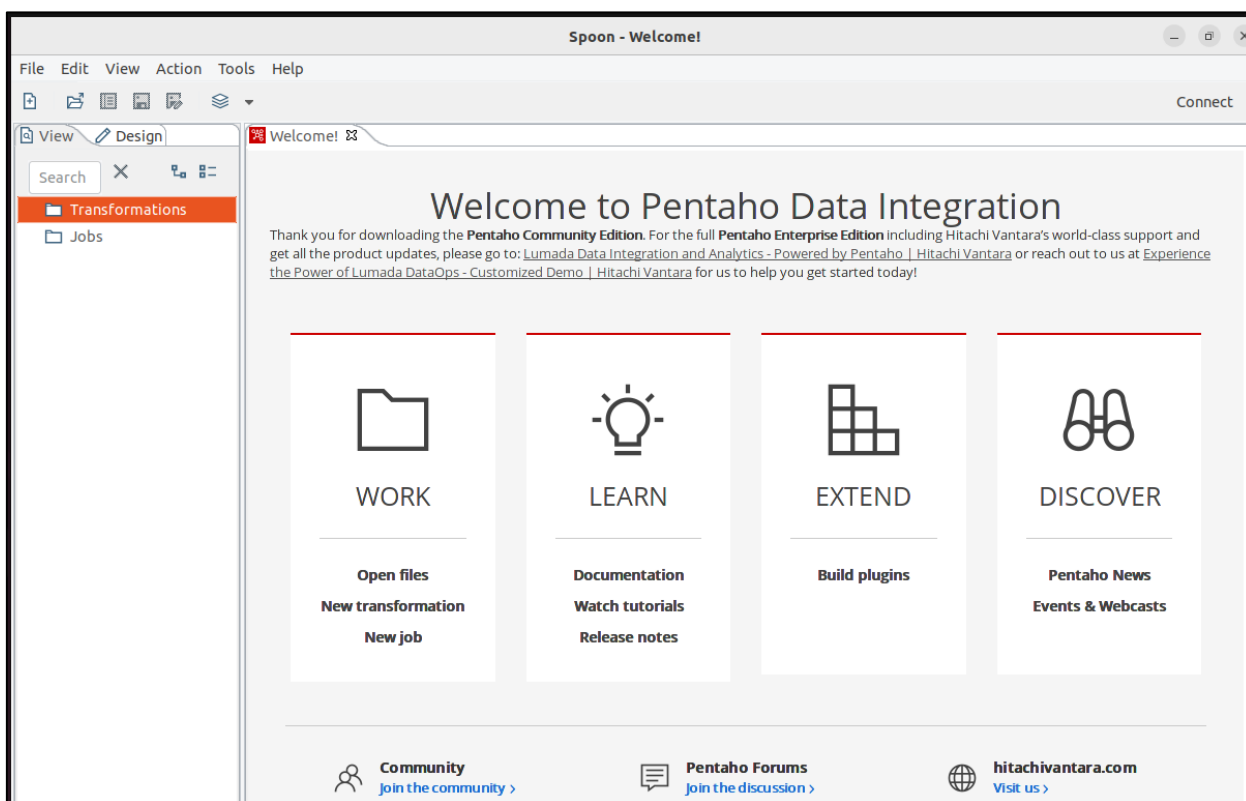 Spoon - Welcome!
File Edit View Action Tools Help
Connect
View Design
Welcome!
Search
Transformations
Jobs
Welcome to Pentaho Data Integration
Thank you for downloading the Pentaho Community Edition. For the full Pentaho Enterprise Edition including Hitachi Vantara's world-class support and
get all the product updates, please go to: Lumada Data Integration and Analytics - Powered by Pentaho | Hitachi Vantara or reach out to us at Experience
the Power of Lumada DataOps - Customized Demo | Hitachi Vantara for us to help you get started today!
WORK
Open files
New transformation
New job
LEARN
Documentation
Watch tutorials
Release notes
EXTEND
Build plugins
DISCOVER
Pentaho News
Events & Webcasts
Community
Join the community >
Pentaho Forums
Join the discussion >
hitachivantara.com
Visit us >